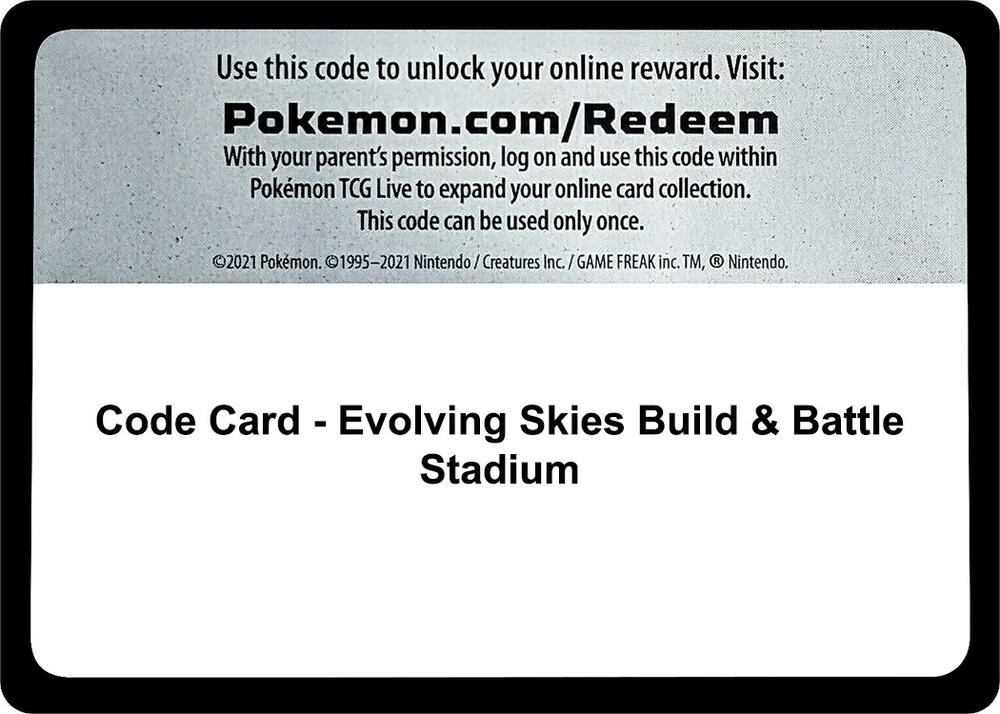 Use this code to unlock your online reward. Visit:
Pokemon.com/Redeem
With your parent's permission, log on and use this code within
Pokémon TCG Live to expand your online card collection.
This code can be used only once.
©2021 Pokémon. ©1995–2021 Nintendo / Creatures Inc. / GAME FREAK inc. TM, ® Nintendo.
Code Card - Evolving Skies Build & Battle
Stadium